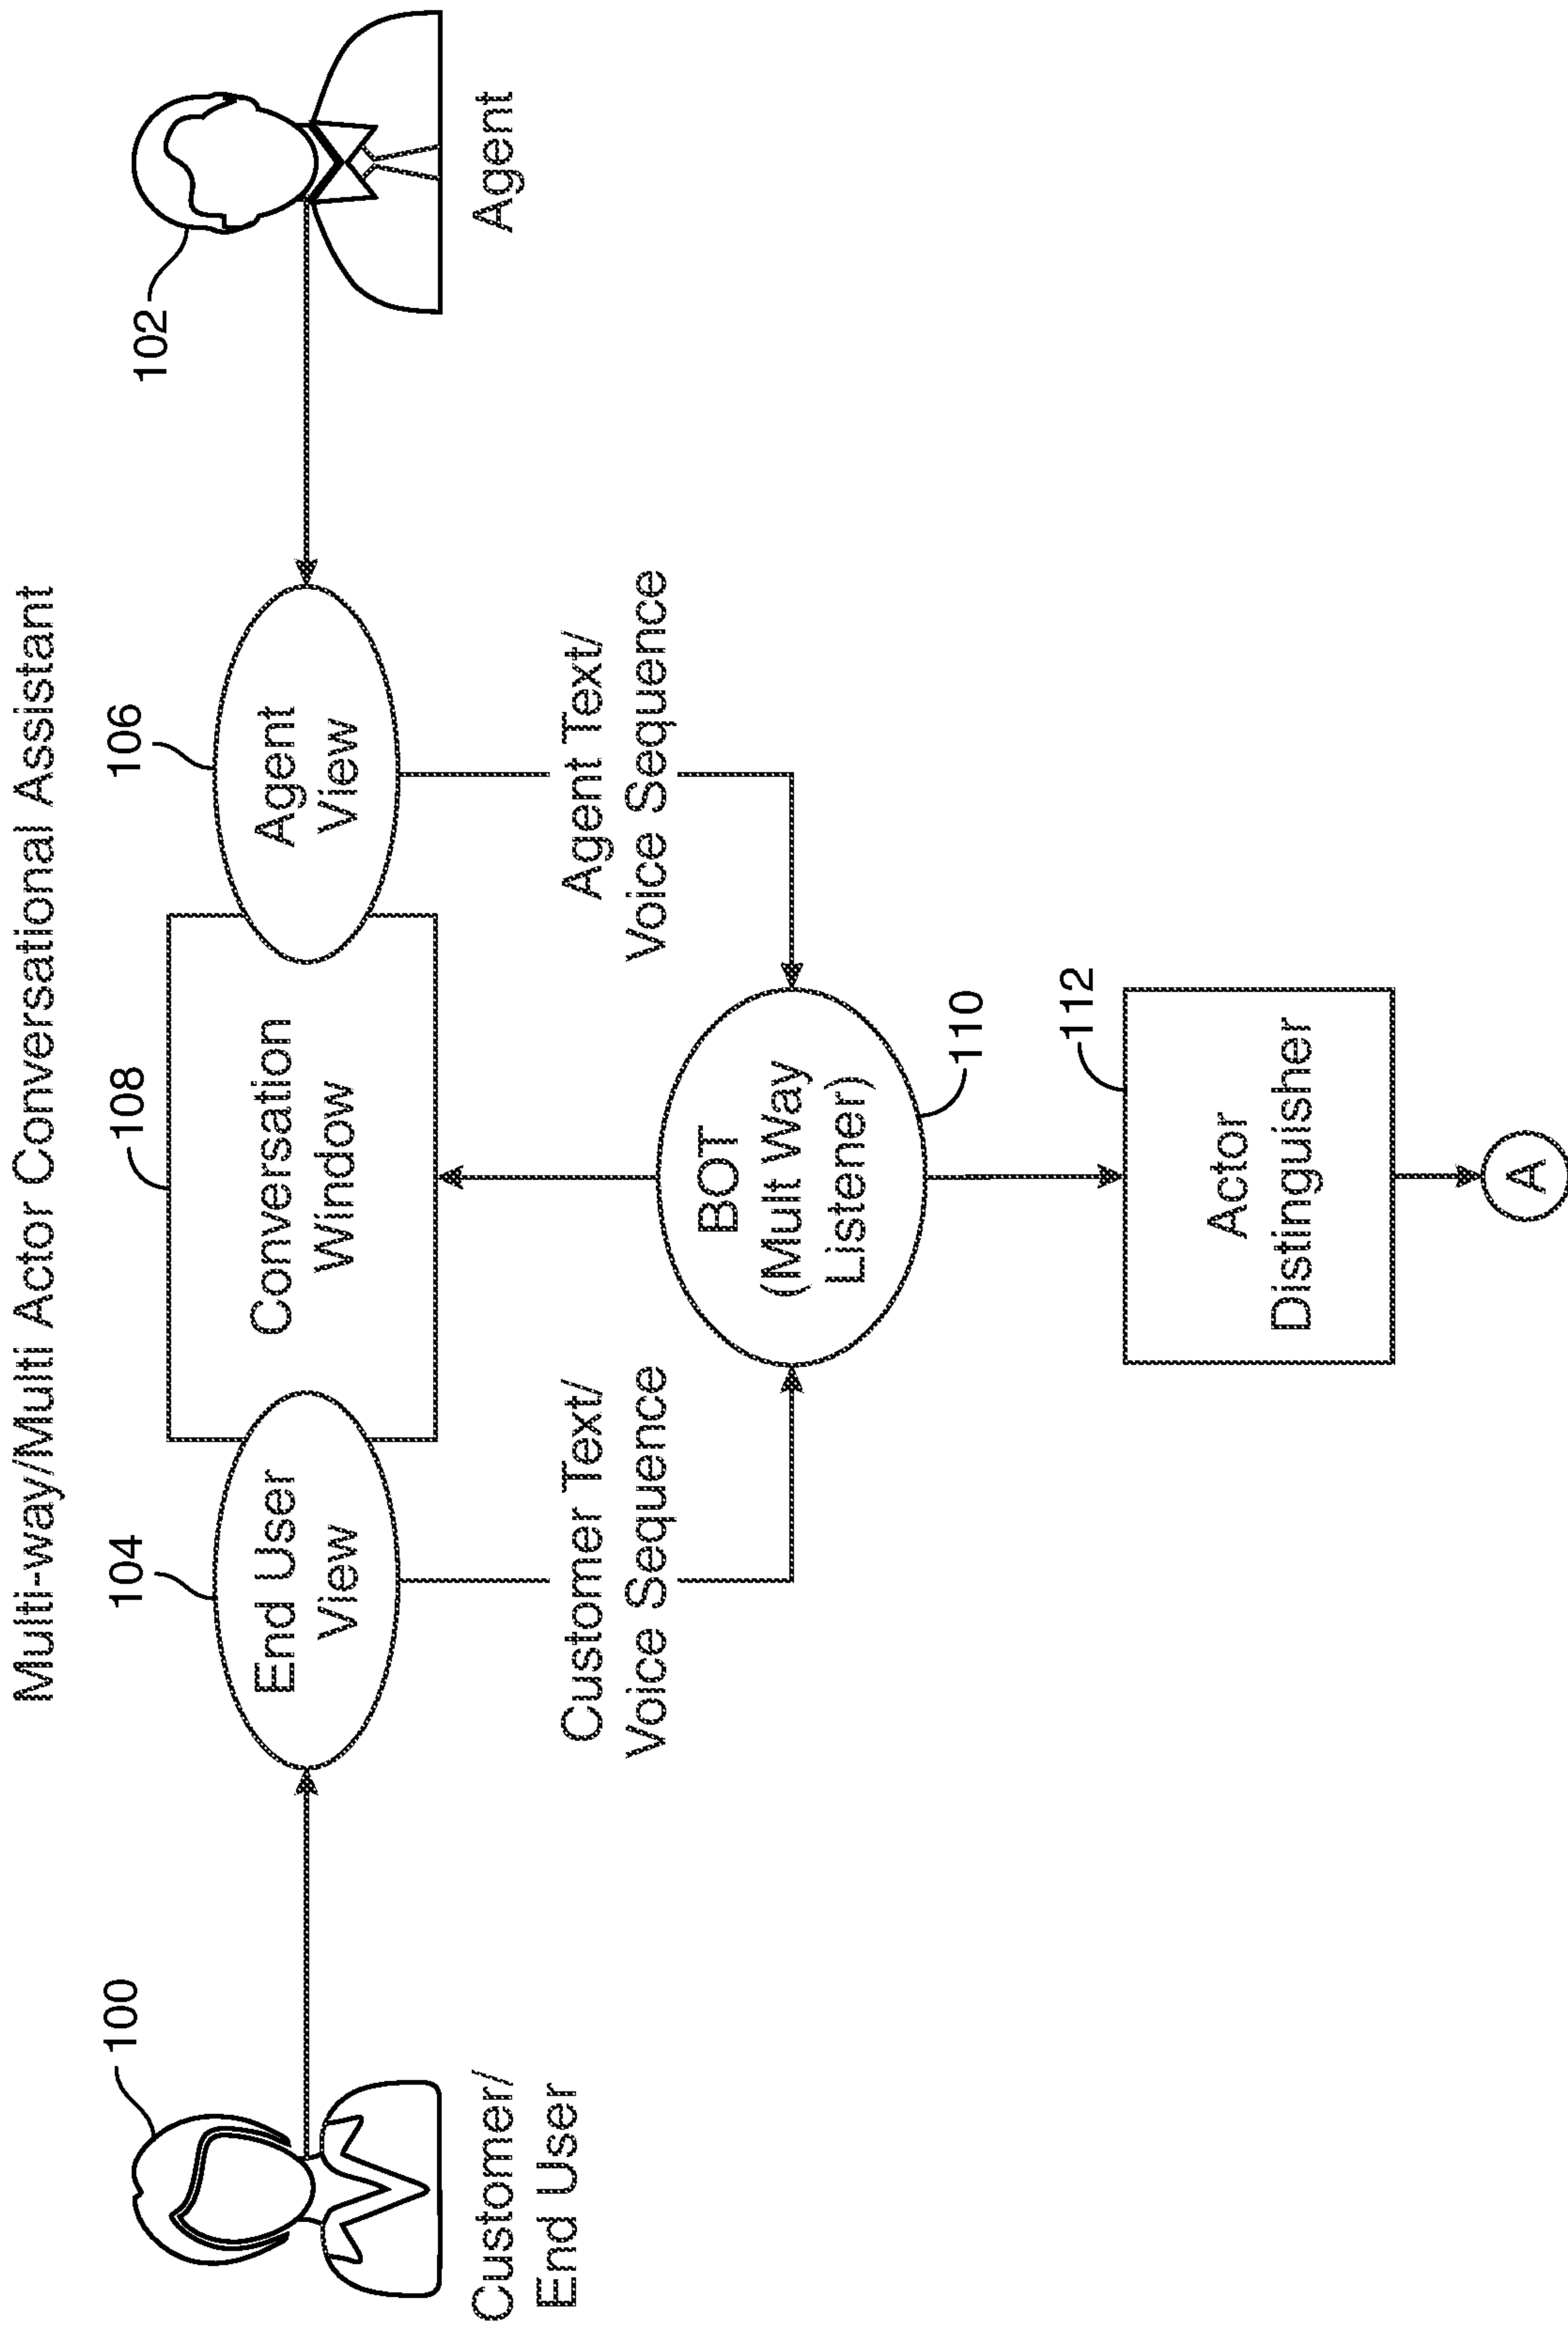 Multi-way/Multi Actor Conversational Assistant
100
104
108
106
102
End User
View
Conversation
Window
Agent
View
Customer/
End User
Agent
Customer Text/
Voice Sequence
Agent Text/
Voice Sequence
BOT
(Mult Way
Listener)
110
112
Actor
Distinguisher
A